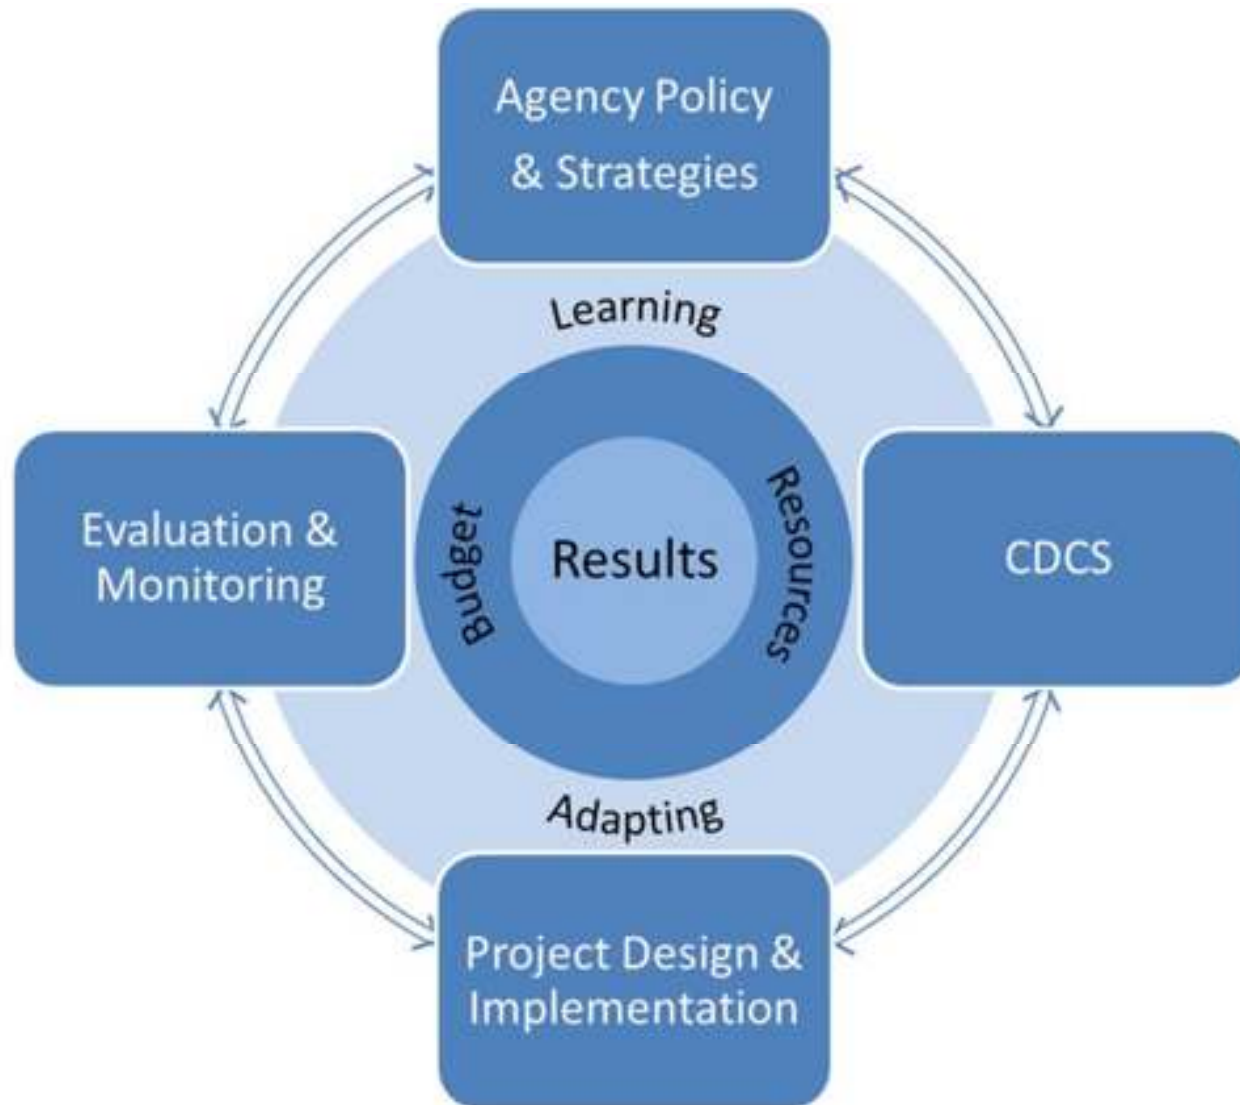 Agency Policy
& Strategies
Learning
Evaluation &
Monitoring
Budget
Results
Resources
CDCS
Adapting
Project Design &
Implementation